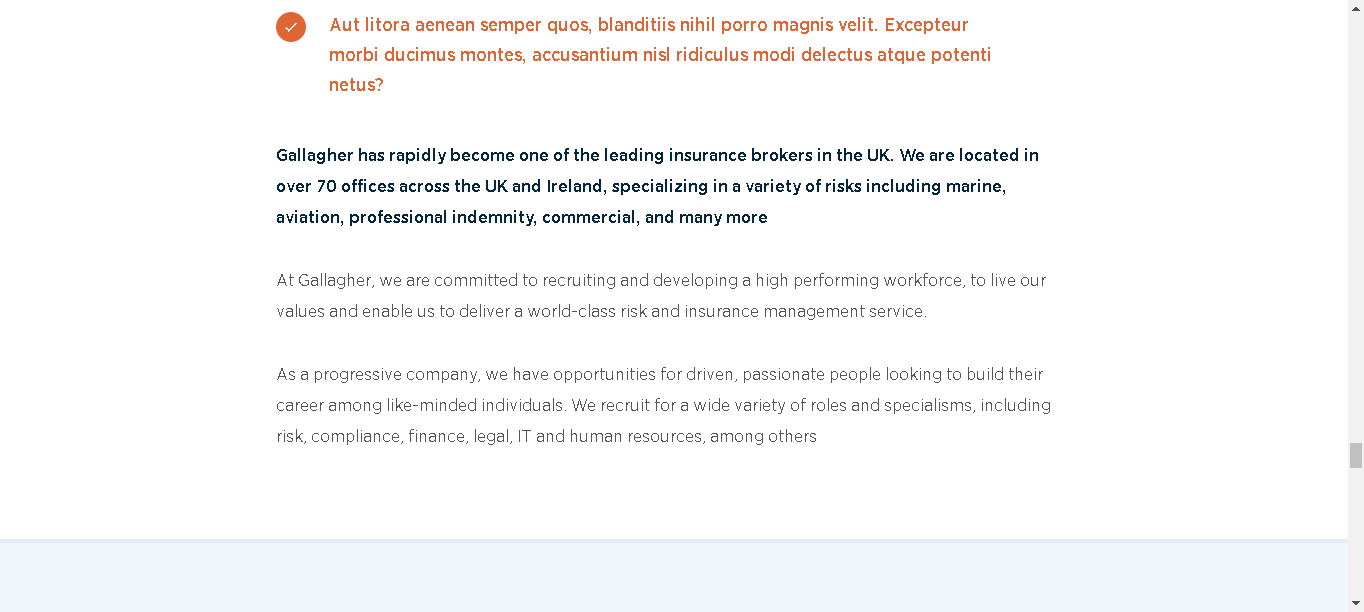 Aut litora aenean semper quos, blanditiis nihil porro magnis velit. Excepteur
morbi ducimus montes, accusantium nisl ridiculus modi delectus atque potenti
netus?
Gallagher has rapidly become one of the leading insurance brokers in the UK. We are located in
over 70 offices across the UK and Ireland, specializing in a variety of risks including marine,
aviation, professional indemnity, commercial, and many more
At Gallagher, we are committed to recruiting and developing a high performing workforce, to live our
values and enable us to deliver a world-class risk and insurance management service.
As a progressive company, we have opportunities for driven, passionate people looking to build their
career among like-minded individuals. We recruit for a wide variety of roles and specialisms, including
risk, compliance, finance, legal, IT and human resources, among others